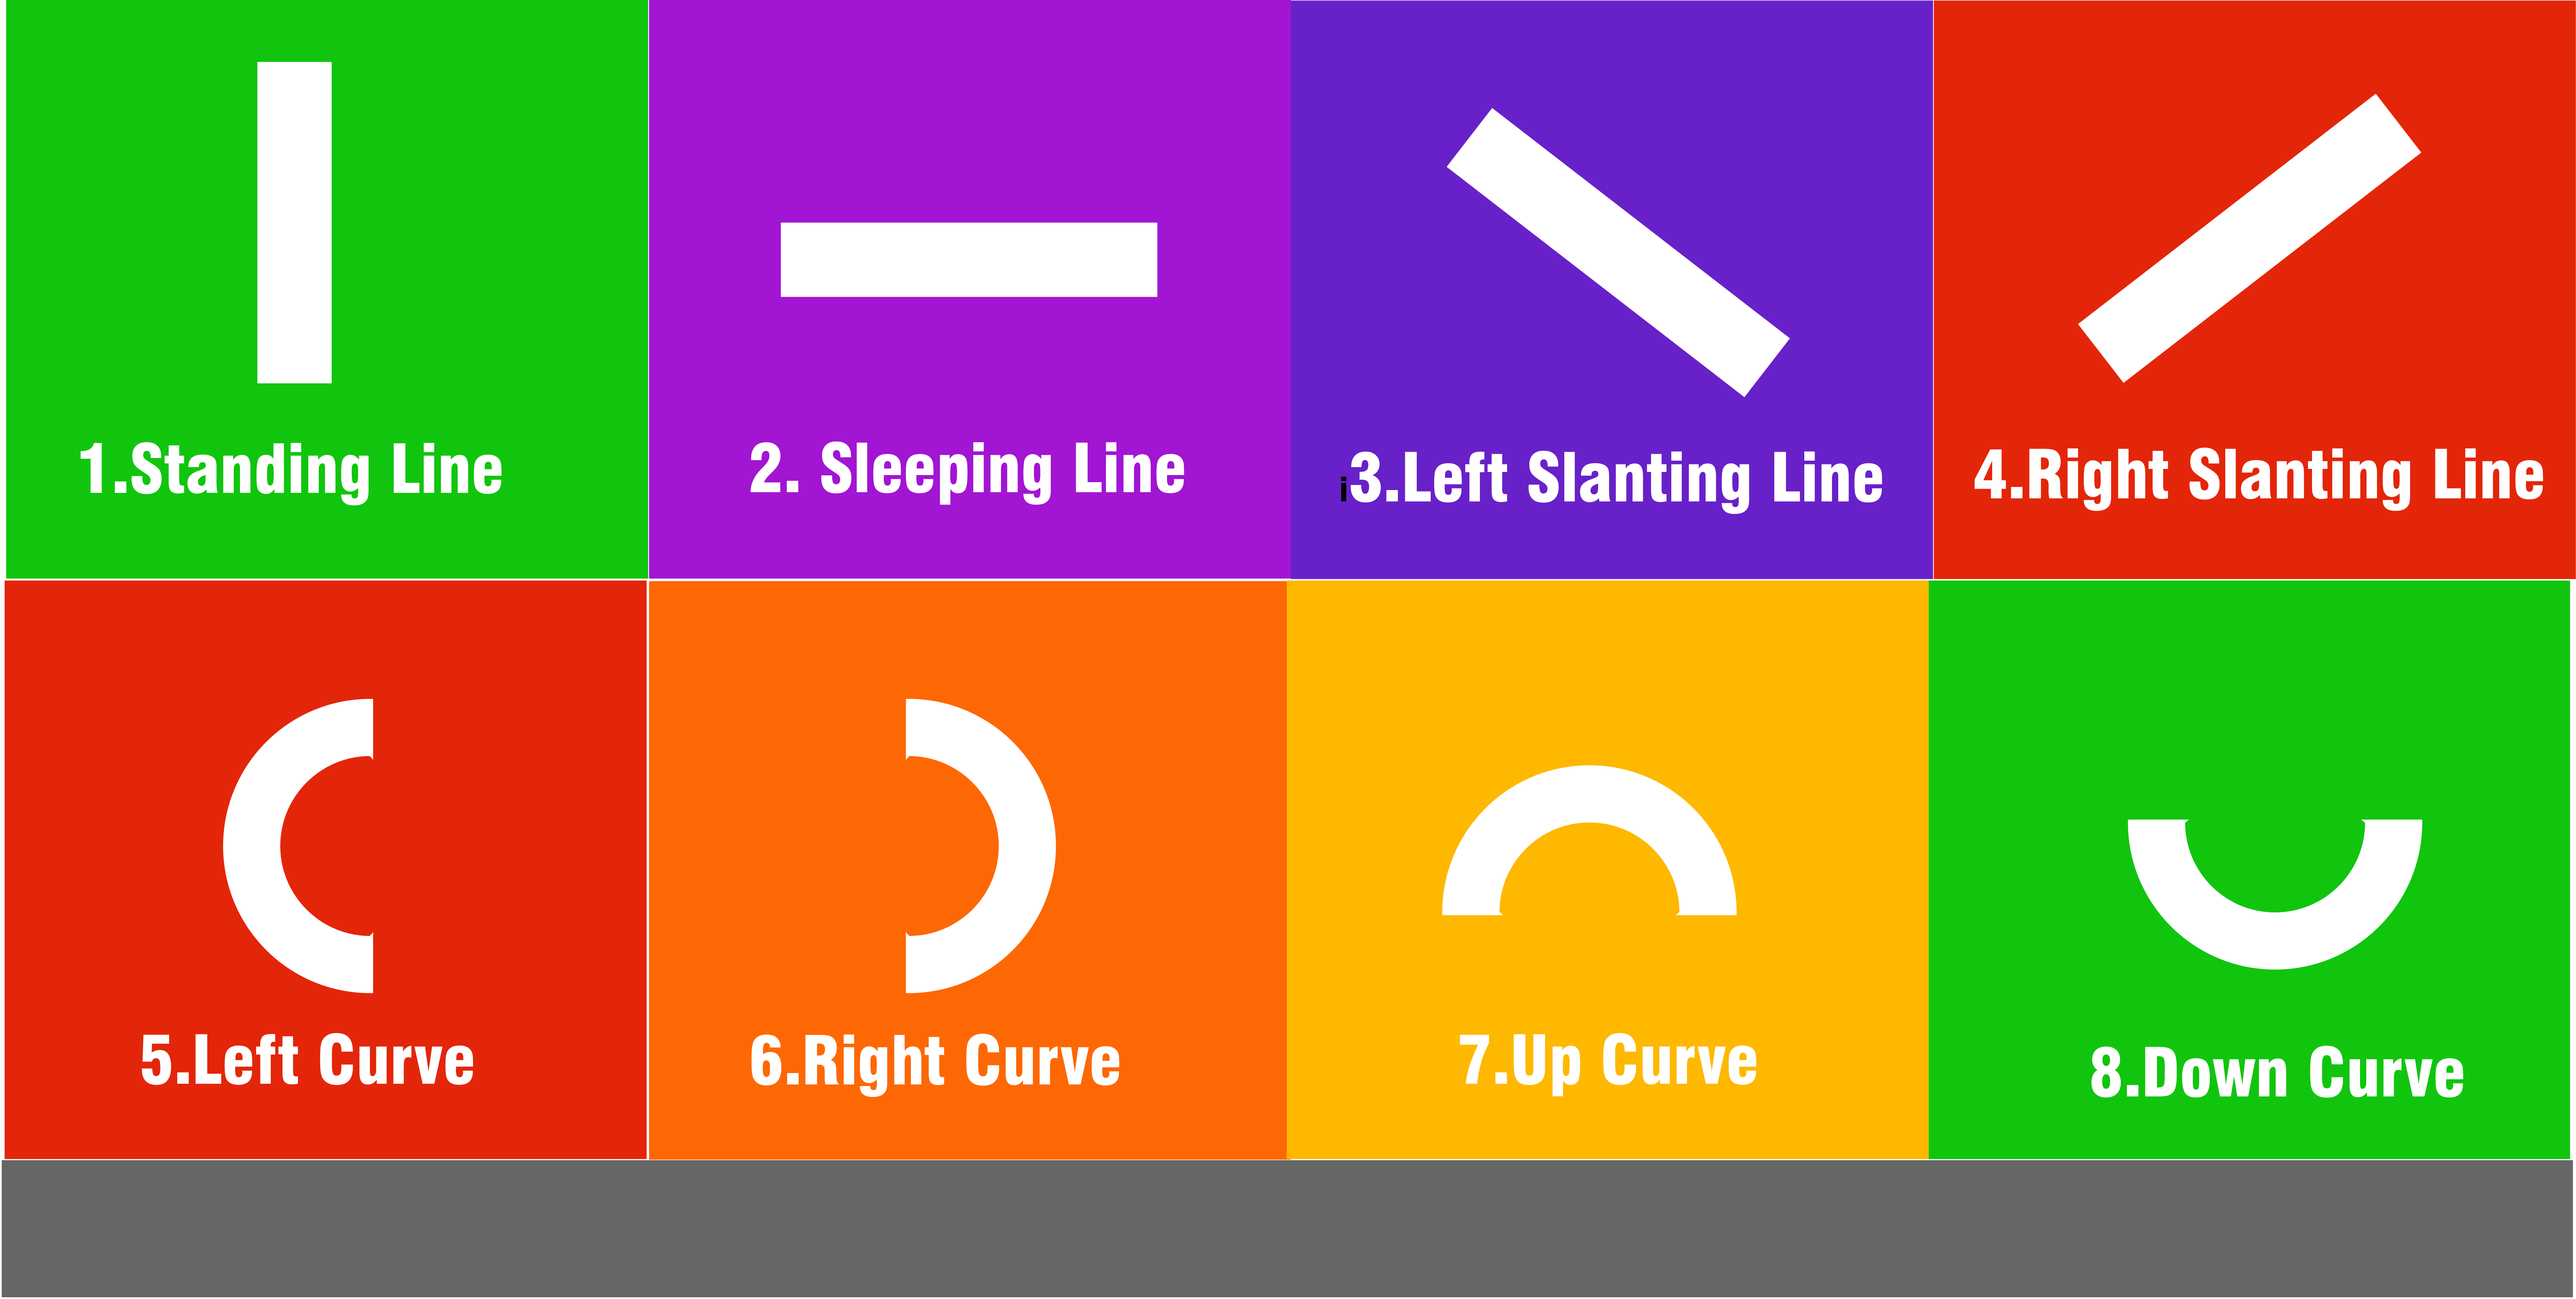 1.Standing Line
2. Sleeping Line
i3.Left Slanting Line
4.Right Slanting Line
5.Left Curve
6.Right Curve
7.Up Curve
8.Down Curve